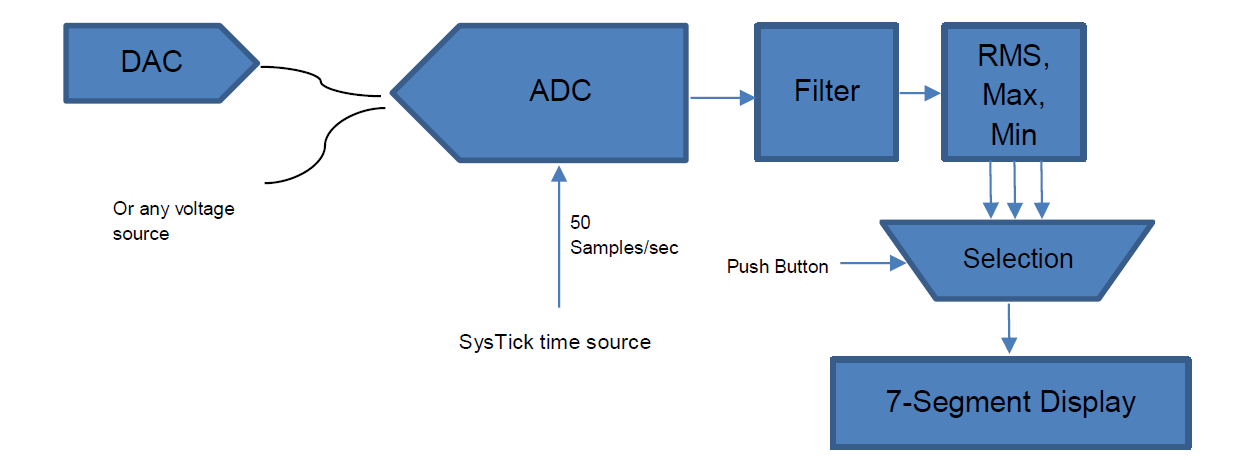 DAC
ADC
Filter
RMS,
Max,
Min
Or any voltage
source
50
Samples/sec
Push Button
Selection
SysTick time source
7-Segment Display